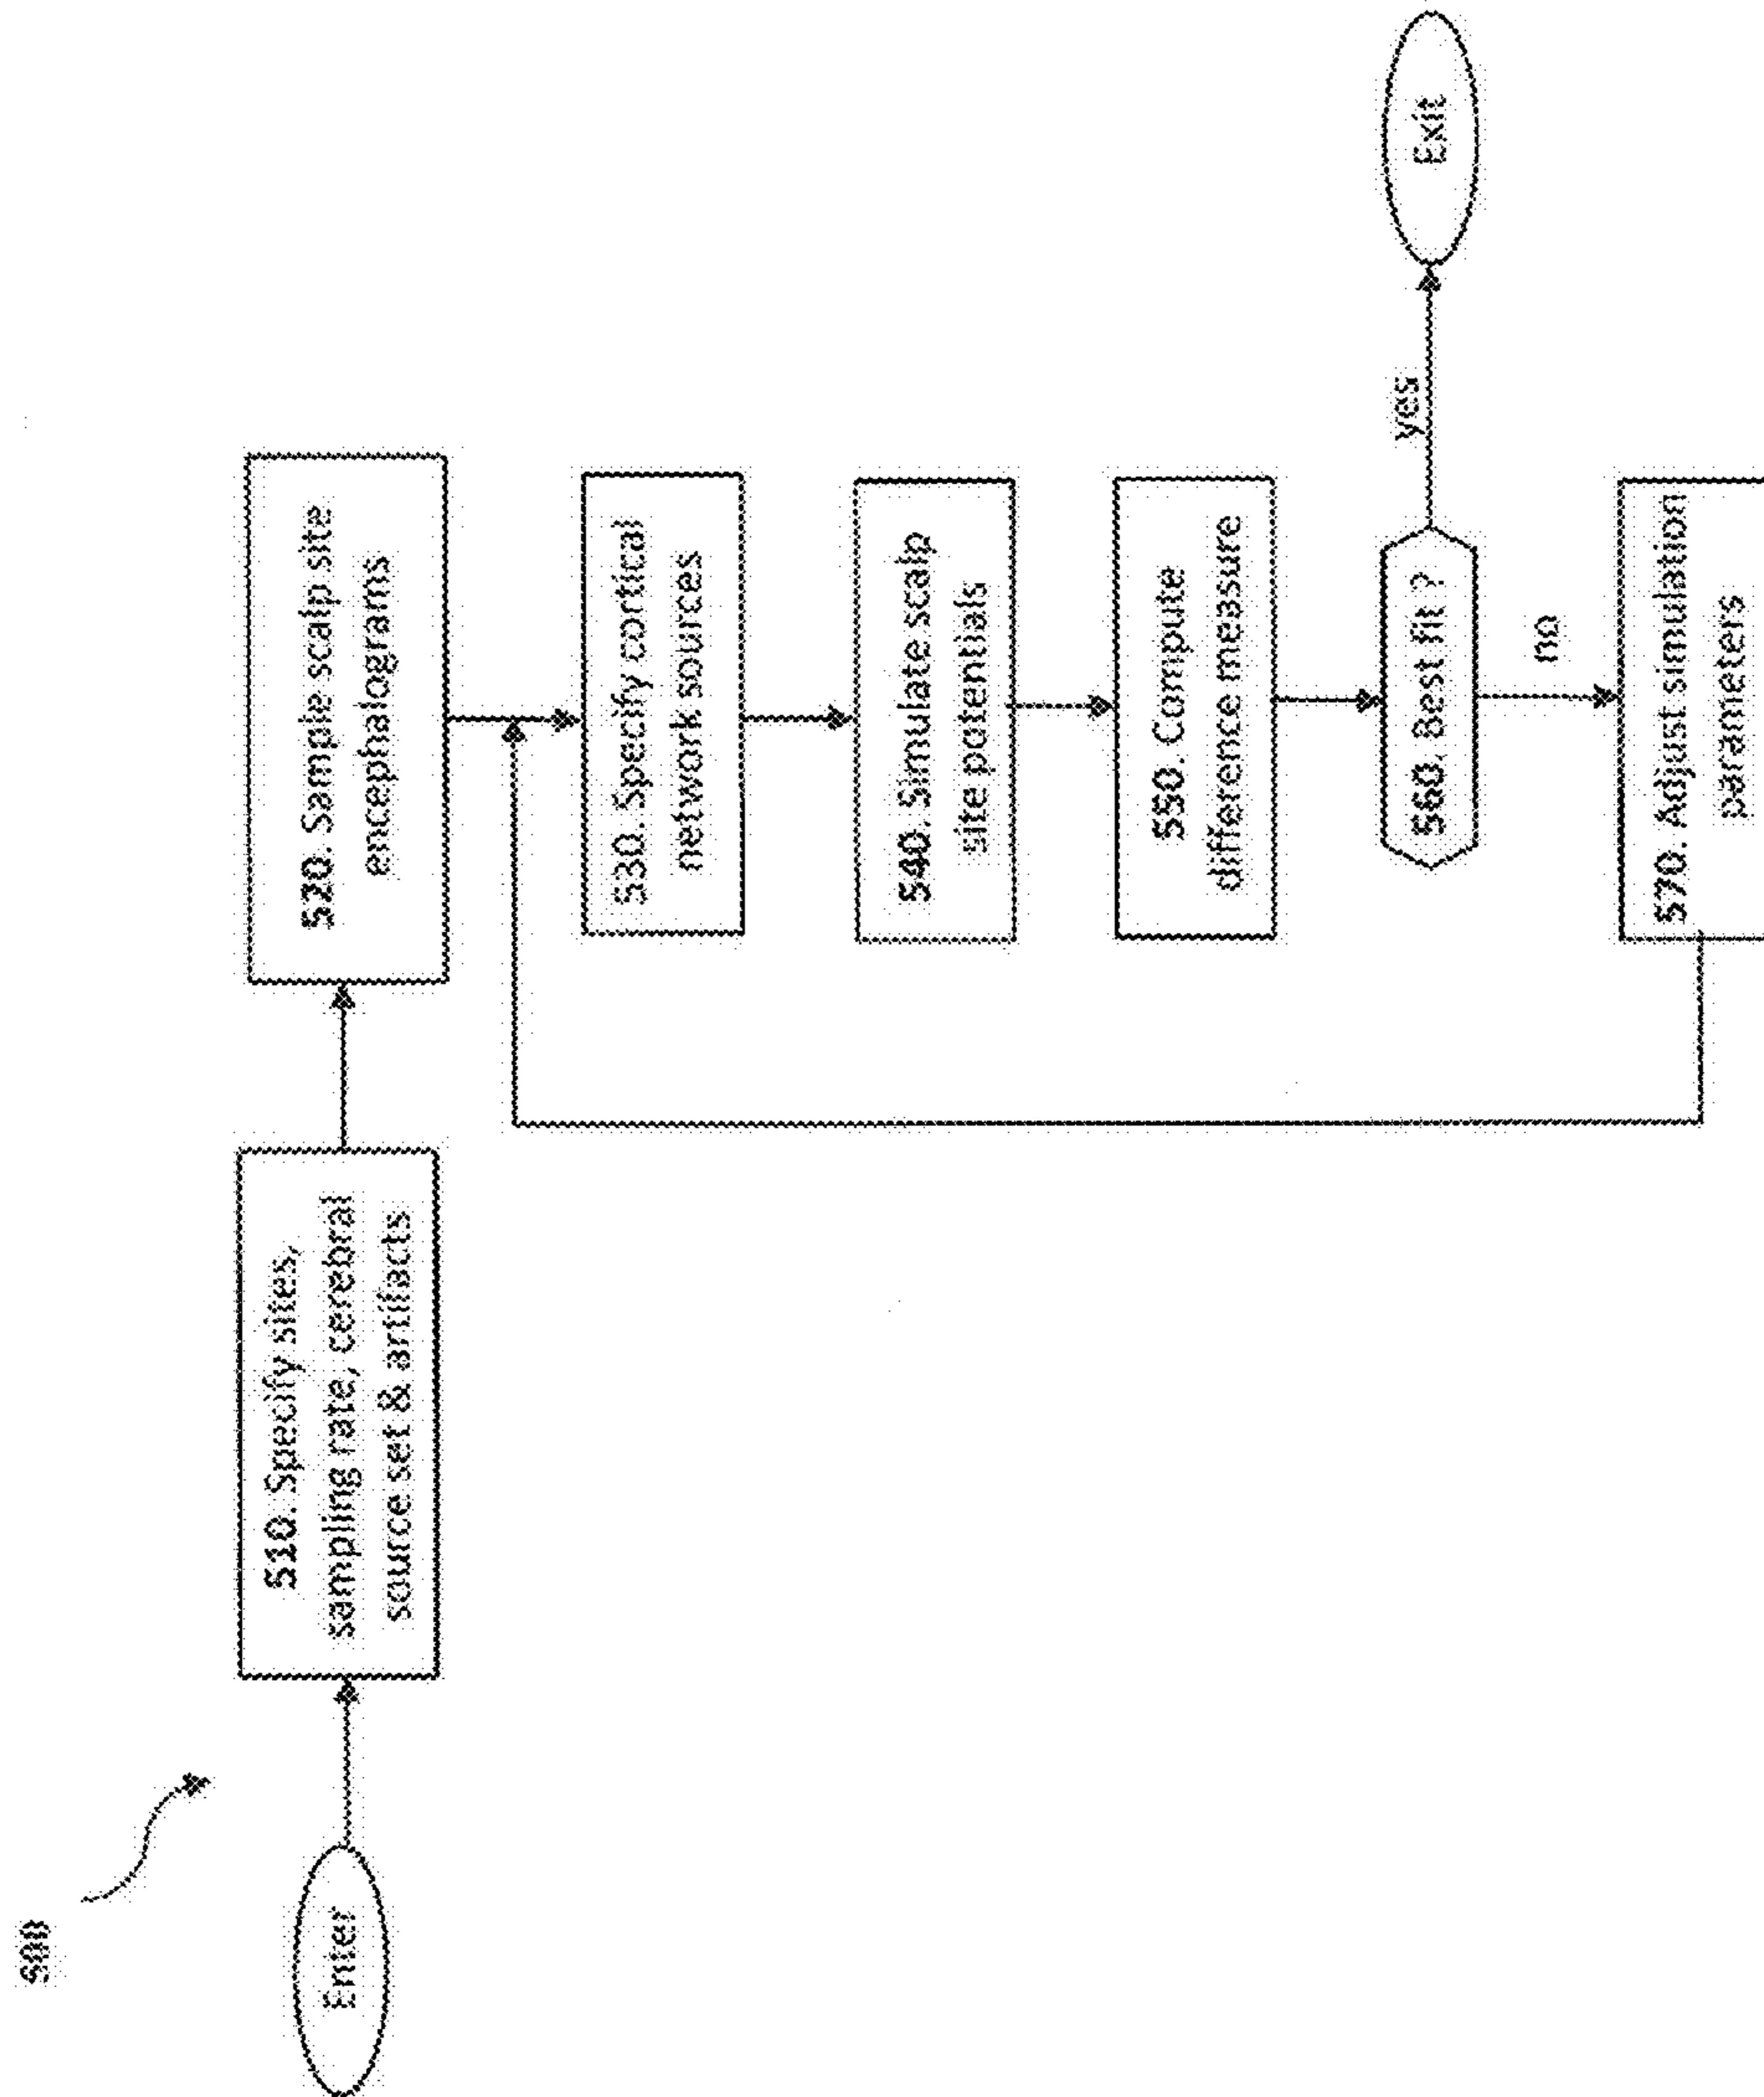 500
Enter
510. Specify sites,
sampling rate, cerebral
source set & artifacts
520. Sample scalp site
encephalograms
530. Specify cortical
network sources
540. Simulate scalp
site potentials
550. Compute
difference measure
560. Best fit ?
yes
Exit
no
570. Adjust simulation
parameters